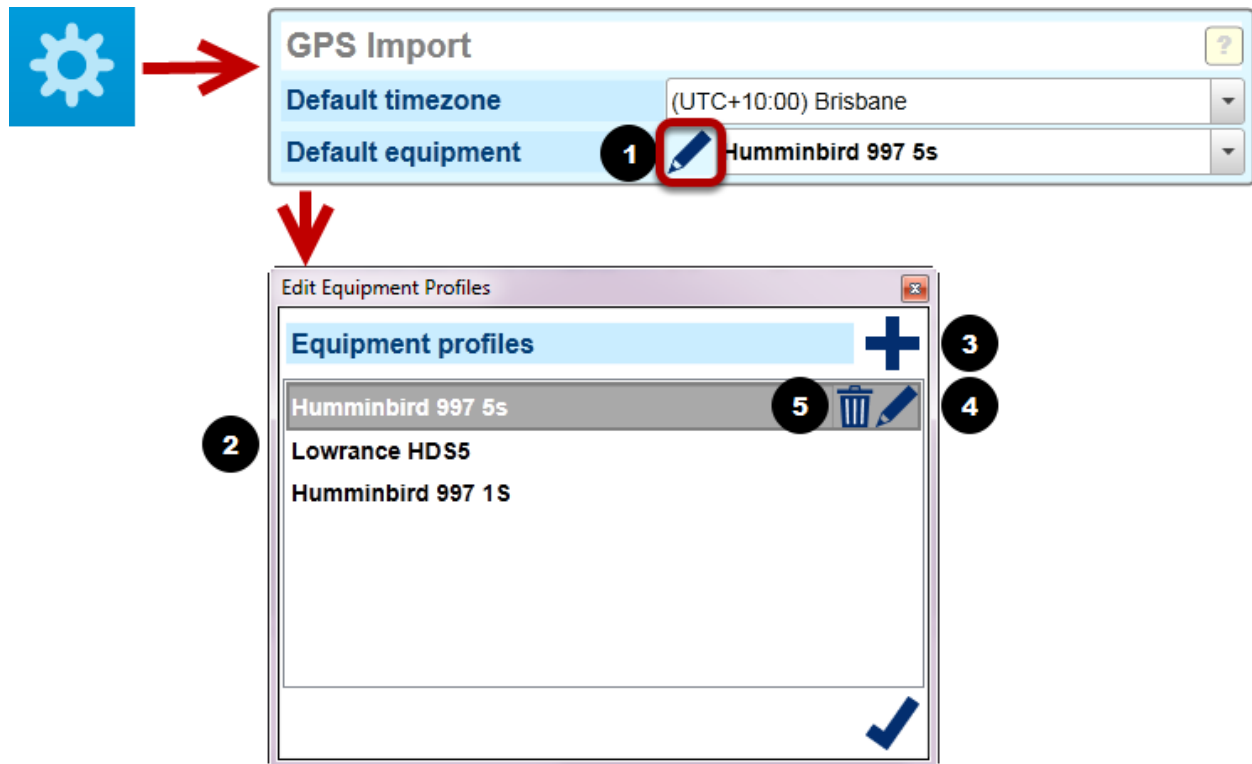 GPS Import
?
Default timezone
(UTC+10:00) Brisbane
Default equipment
1
Humminbird 997 5s
Edit Equipment Profiles
Equipment profiles
3
Humminbird 997 5s
5
4
2
Lowrance HDS5
Humminbird 997 1S